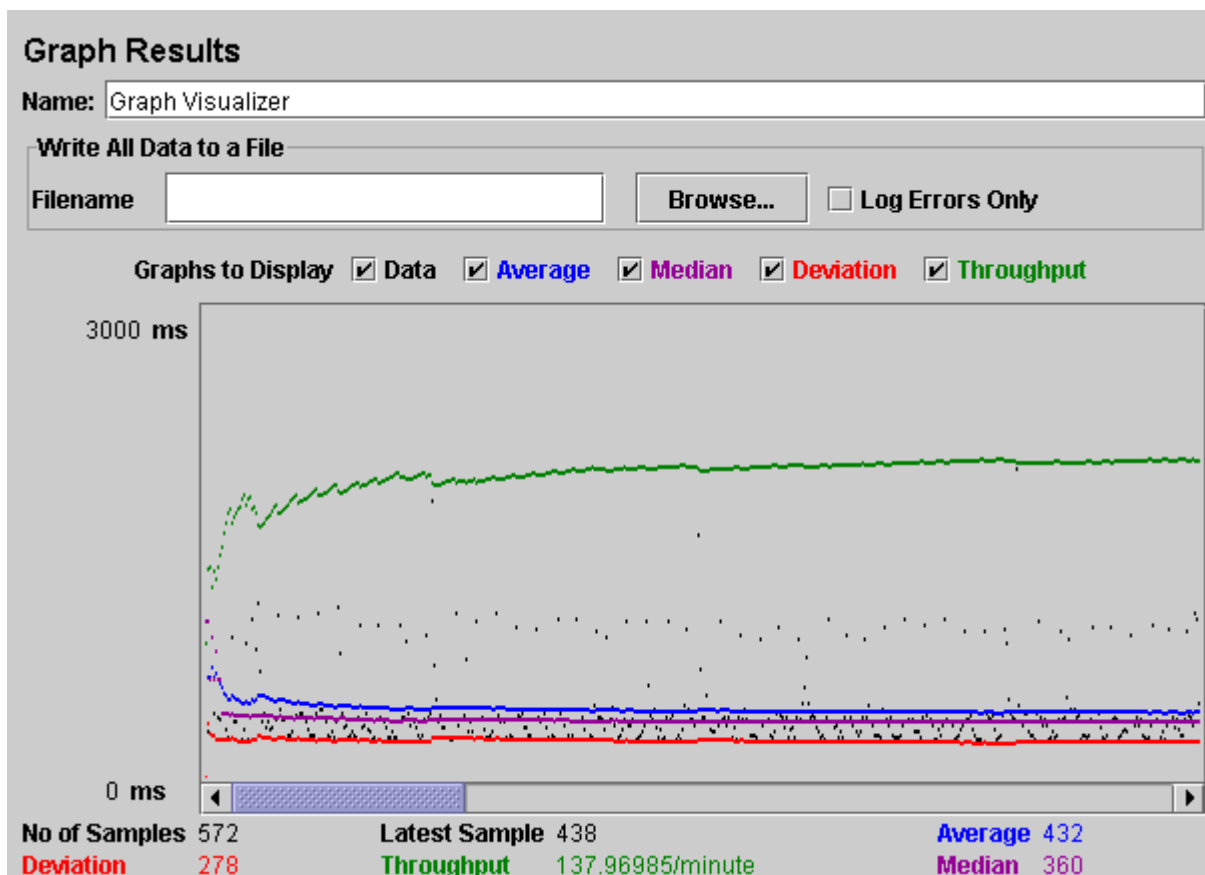 Graph Results
Name: Graph Visualizer
Write All Data to a File
Filename Browse... Log Errors Only
Graphs to Display Data Average Median Deviation Throughput
3000 ms
0 ms
No of Samples 572 Latest Sample 438 Average 432
Deviation 278 Throughput 137.96985/minute Median 360